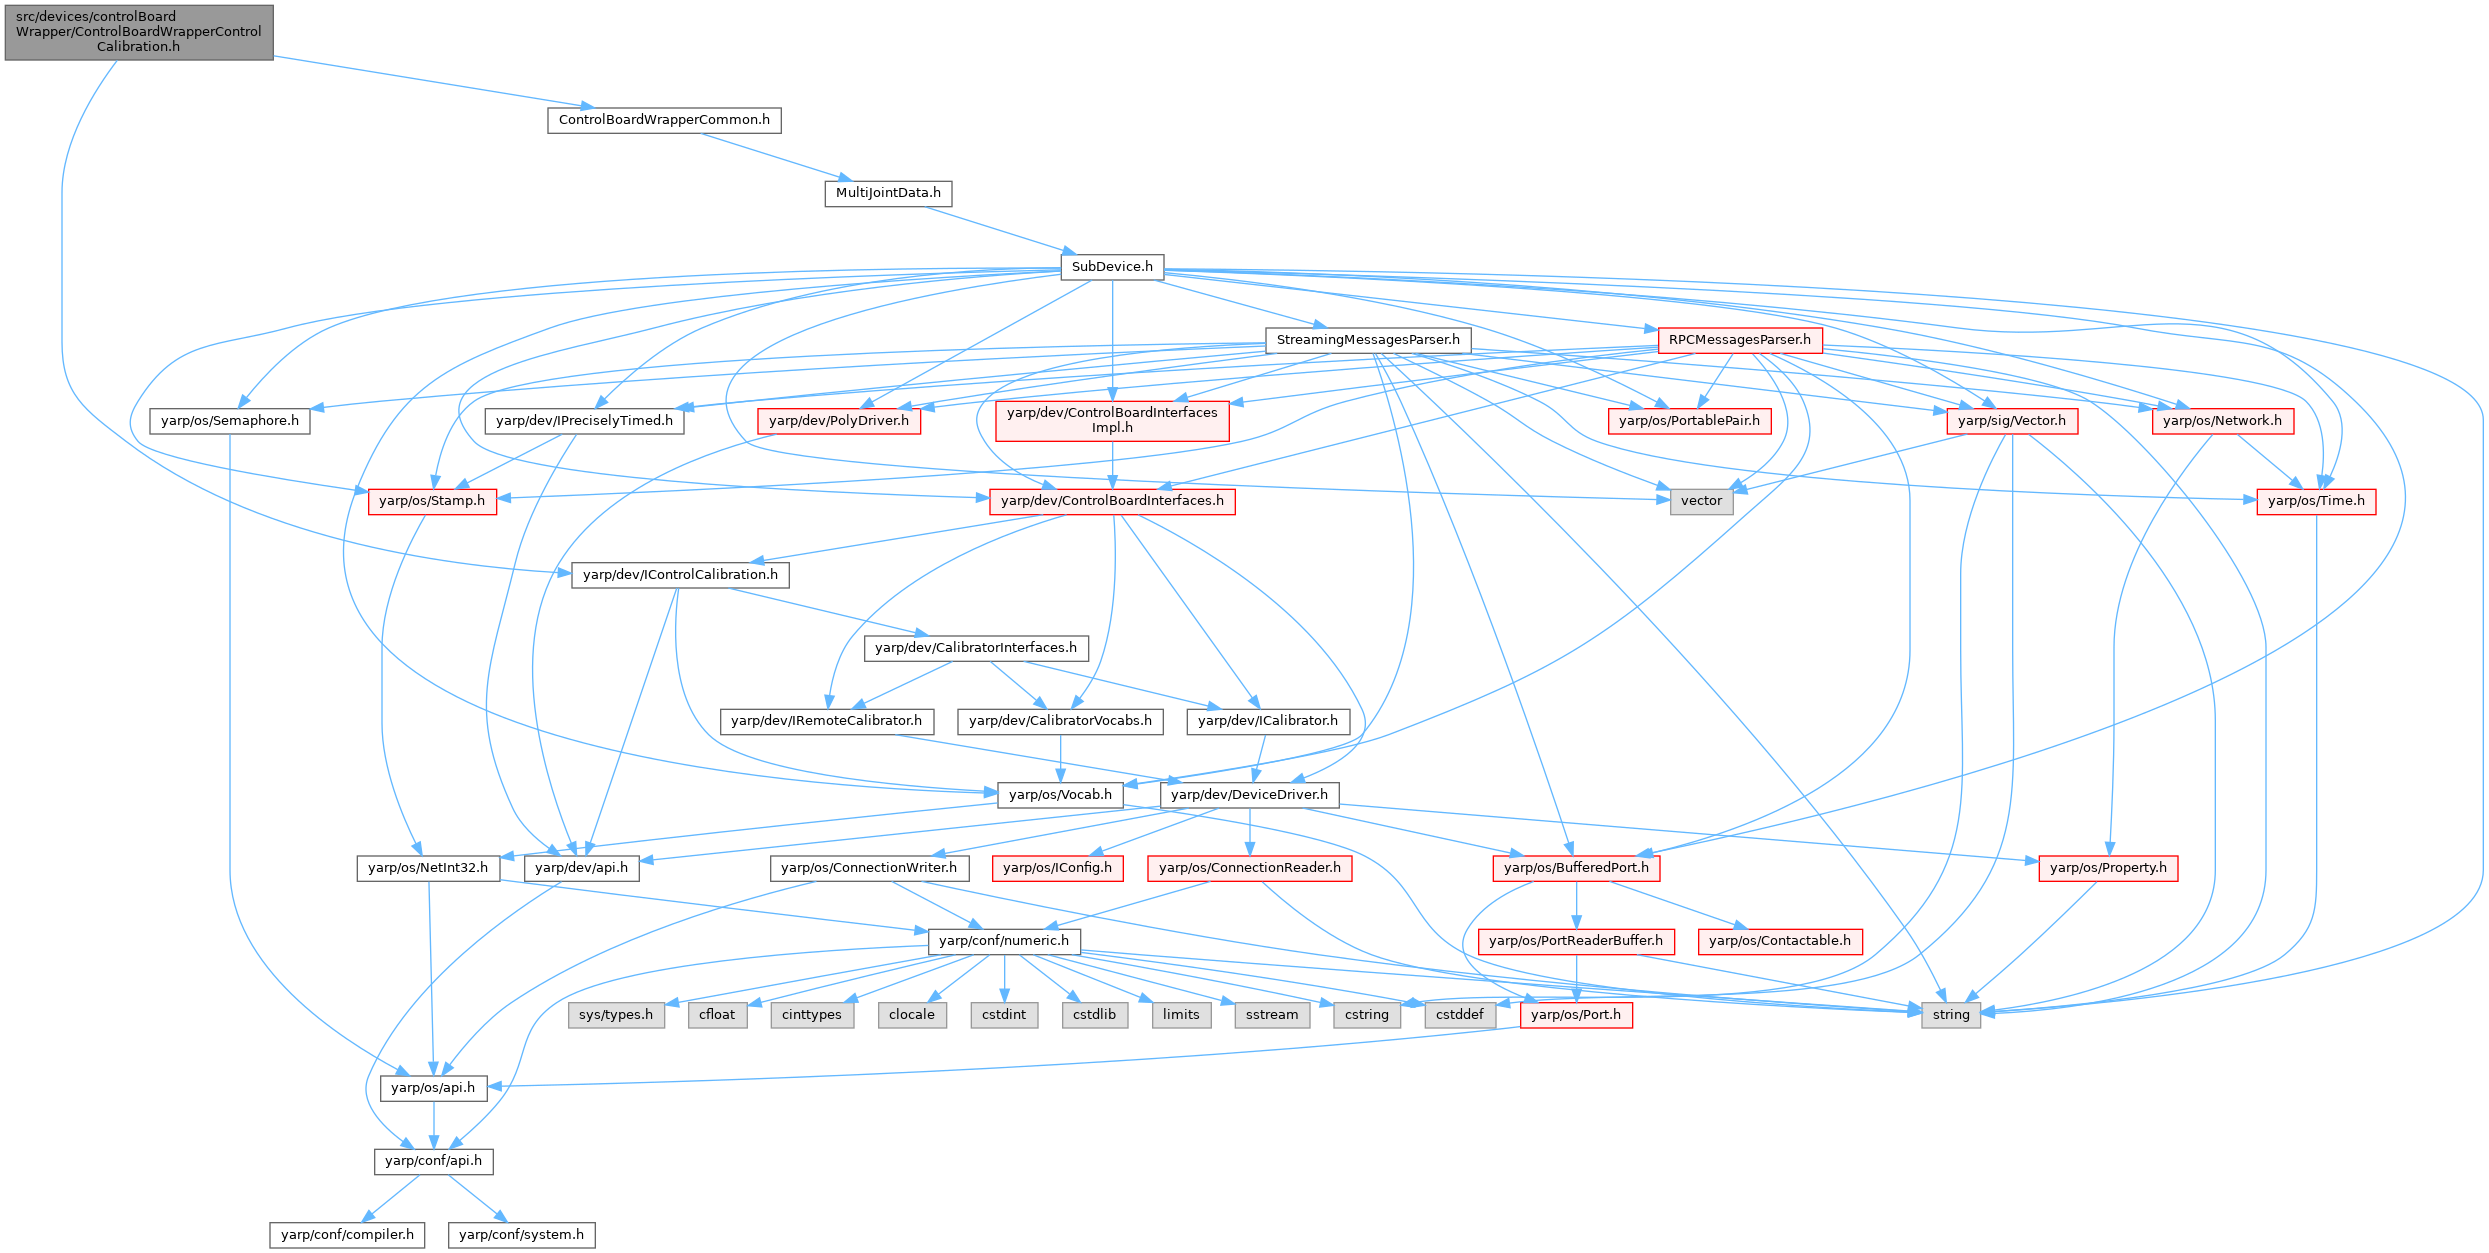 src/devices/controlBoard
Wrapper/ControlBoardWrapperControl
Calibration.h
ControlBoardWrapperCommon.h
MultiJointData.h
SubDevice.h
StreamingMessagesParser.h
RPCMessagesParser.h
yarp/os/Semaphore.h
yarp/dev/IPreciselyTimed.h
yarp/dev/PolyDriver.h
yarp/dev/ControlBoardInterfaces
Impl.h
yarp/os/PortablePair.h
yarp/sig/Vector.h
yarp/os/Network.h
yarp/os/Stamp.h
yarp/dev/ControlBoardInterfaces.h
vector
yarp/os/Time.h
yarp/dev/IControlCalibration.h
yarp/dev/CalibratorInterfaces.h
yarp/dev/IRemoteCalibrator.h
yarp/dev/CalibratorVocabs.h
yarp/dev/ICalibrator.h
yarp/os/Vocab.h
yarp/dev/DeviceDriver.h
yarp/os/NetInt32.h
yarp/dev/api.h
yarp/os/ConnectionWriter.h
yarp/os/IConfig.h
yarp/os/ConnectionReader.h
yarp/os/BufferedPort.h
yarp/os/Property.h
yarp/conf/numeric.h
yarp/os/PortReaderBuffer.h
yarp/os/Contactable.h
sys/types.h
cfloat
cinttypes
clocale
cstdint
cstdlib
limits
sstream
cstring
cstddef
yarp/os/Port.h
string
yarp/os/api.h
yarp/conf/api.h
yarp/conf/compiler.h
yarp/conf/system.h